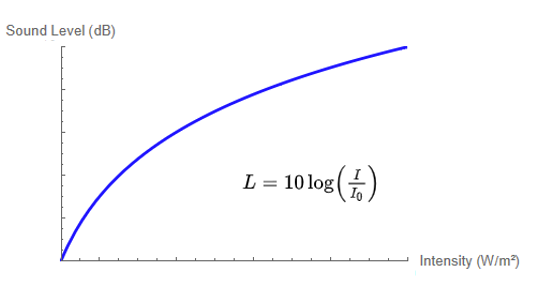 Sound Level (dB)
L = 10 log(I/I₀)
Intensity (W/m²)